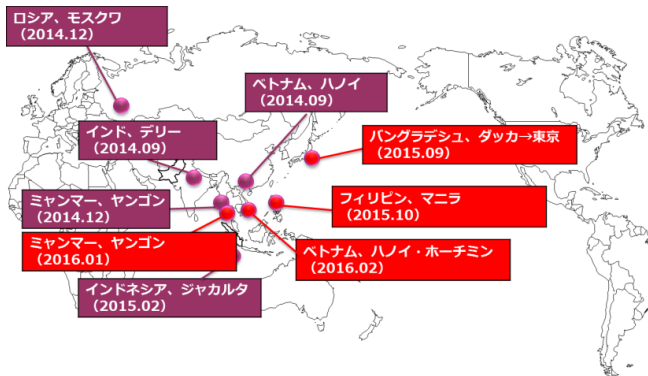 ロシア、モスクワ
（2014.12）
ベトナム、ハノイ
（2014.09）
インド、デリー
（2014.09）
バングラデシュ、ダッカ→東京
（2015.09）
ミャンマー、ヤンゴン
（2014.12）
フィリピン、マニラ
（2015.10）
ミャンマー、ヤンゴン
（2016.01）
ベトナム、ハノイ・ホーチミン
（2016.02）
インドネシア、ジャカルタ
（2015.02）